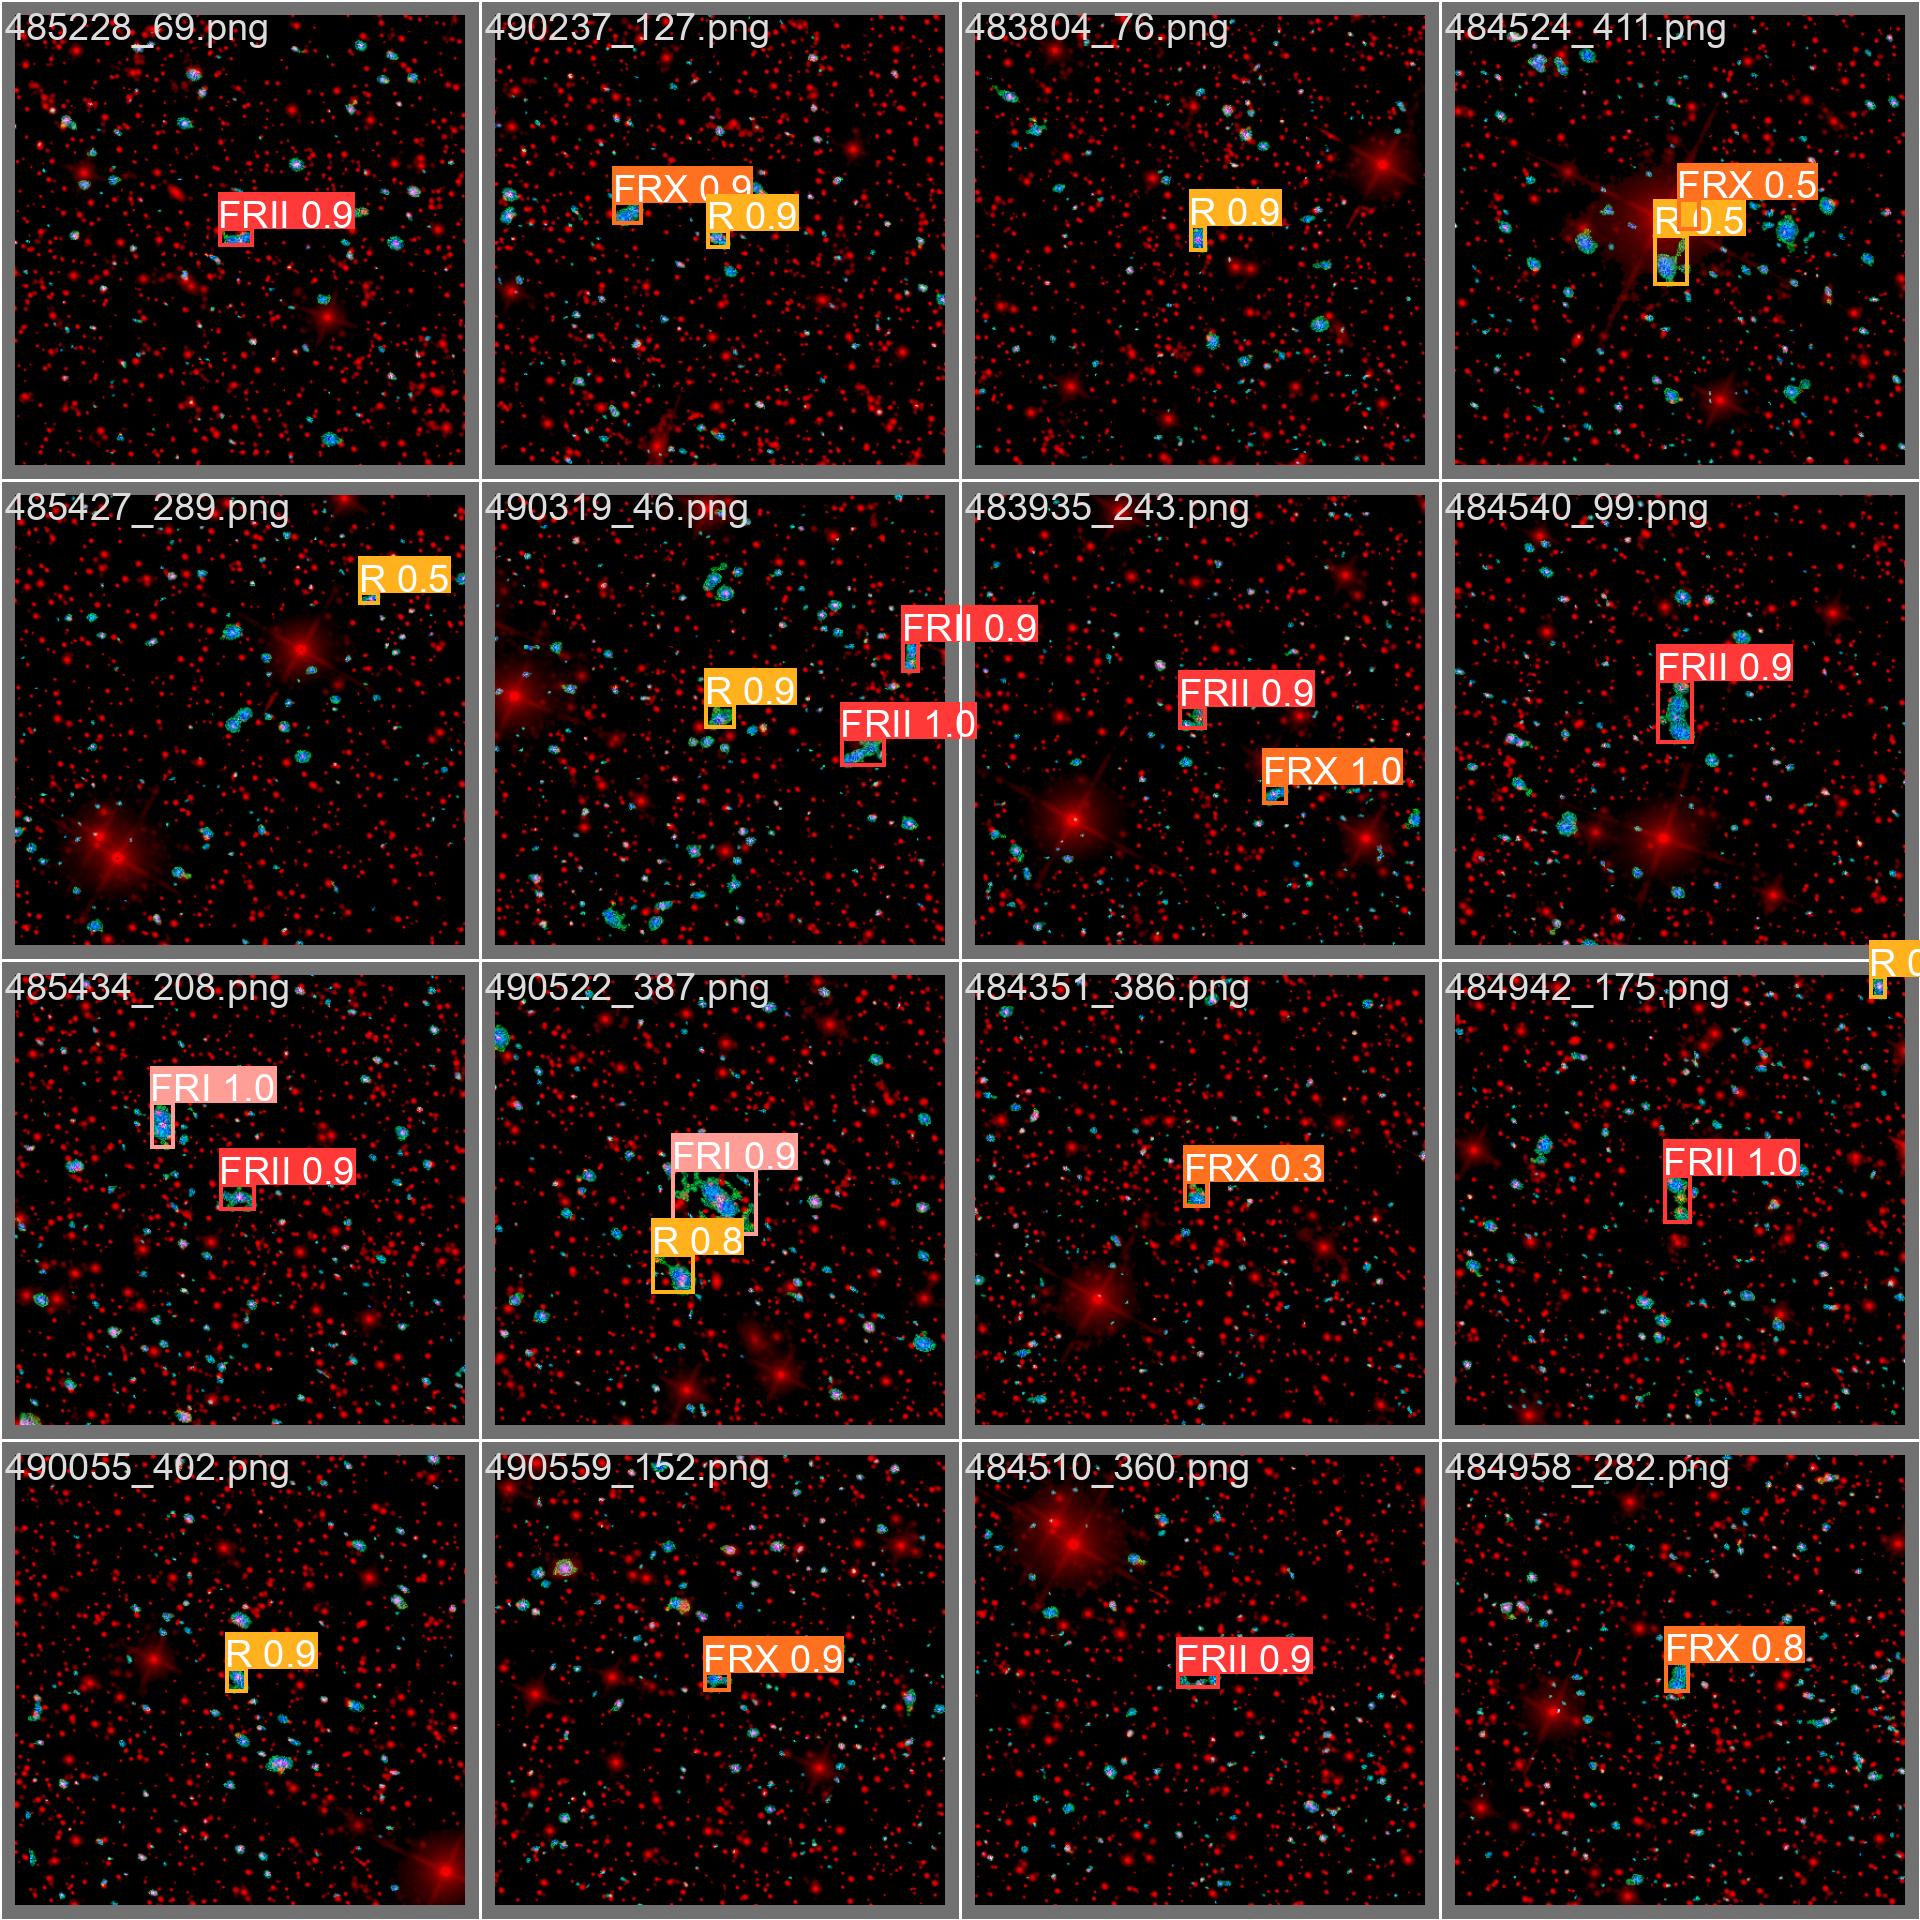 485228_69.png
FRII 0.9
490237_127.png
FRX 0.9
R 0.9
483804_76.png
R 0.9
484524_411.png
FRX 0.5
R 0.5
485427_289.png
R 0.5
490319_46.png
FRII 0.9
R 0.9
FRII 1.0
483935_243.png
FRII 0.9
FRX 1.0
484540_99.png
FRII 0.9
485434_208.png
FRI 1.0
FRII 0.9
490522_387.png
FRI 0.9
R 0.8
484351_386.png
FRX 0.3
484942_175.png
R
FRII 1.0
490055_402.png
R 0.9
490559_152.png
FRX 0.9
484510_360.png
FRII 0.9
484958_282.png
FRX 0.8